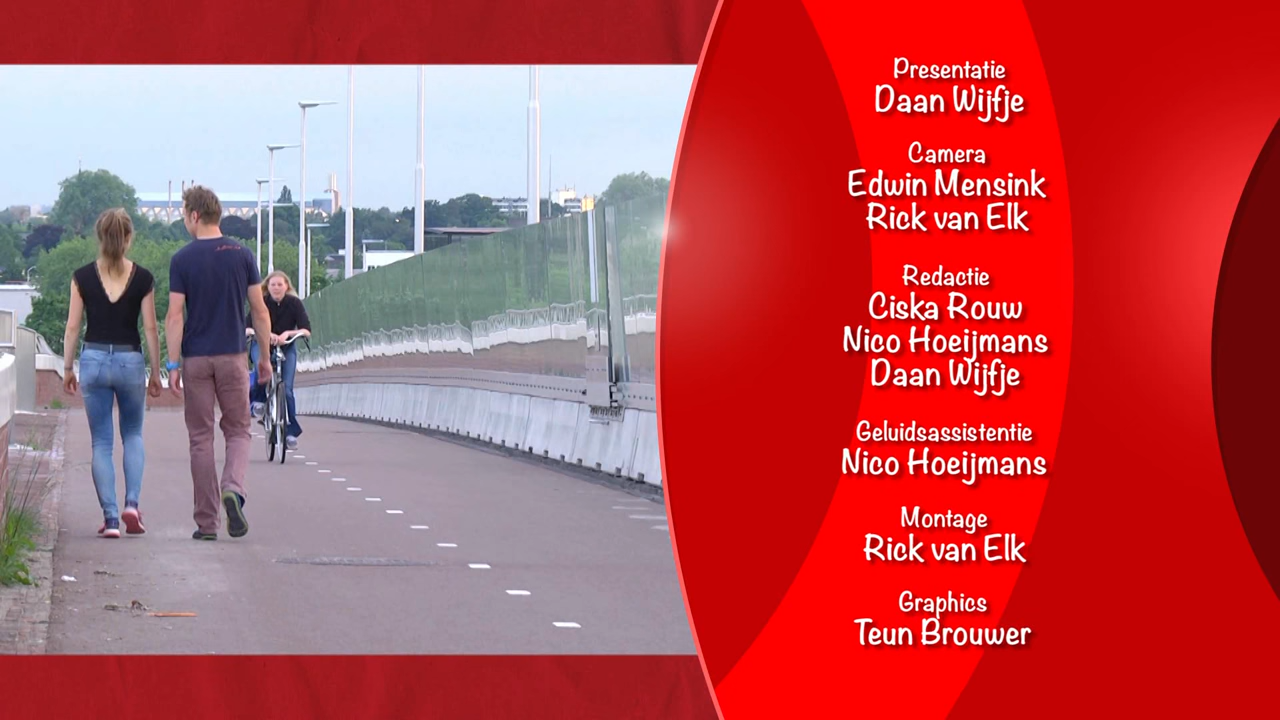 Presentatie
Daan Wijfje
Camera
Edwin Mensink
Rick van Elk
Redactie
Ciska Rouw
Nico Hoeijmans
Daan Wijfje
Geluidsassistentie
Nico Hoeijmans
Montage
Rick van Elk
Graphics
Teun Brouwer